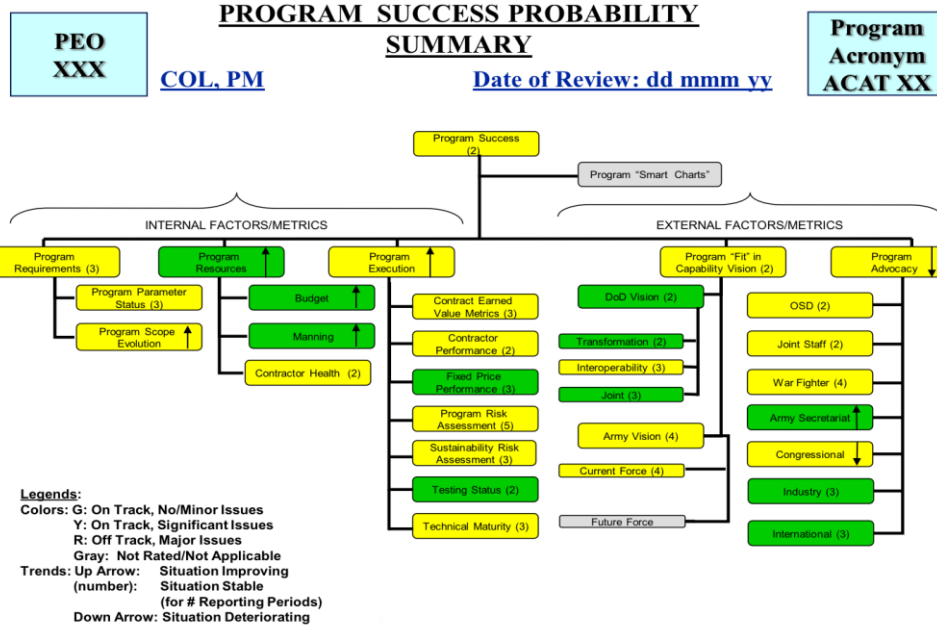 PEO
XXX
PROGRAM SUCCESS PROBABILITY
SUMMARY
COL, PM
Date of Review: dd mmm yy
Program
Acronym
ACAT XX
Program Success
(2)
Program “Smart Charts”
INTERNAL FACTORS/METRICS
EXTERNAL FACTORS/METRICS
Program
Requirements (3)
Program Parameter
Status (3)
Program Scope
Evolution
Program
Resources
Budget
Manning
Contractor Health (2)
Program
Execution
Contract Earned
Value Metrics (3)
Contractor
Performance (2)
Fixed Price
Performance (3)
Program Risk
Assessment (5)
Sustainability Risk
Assessment (3)
Testing Status (2)
Technical Maturity (3)
Program “Fit” in
Capability Vision (2)
DoD Vision (2)
Transformation (2)
Interoperability (3)
Joint (3)
Army Vision (4)
Current Force (4)
Future Force
Program
Advocacy
OSD (2)
Joint Staff (2)
War Fighter (4)
Army Secretariat
Congressional
Industry (3)
International (3)
Legends:
Colors: G: On Track, No/Minor Issues
Y: On Track, Significant Issues
R: Off Track, Major Issues
Gray: Not Rated/Not Applicable
Trends: Up Arrow: Situation Improving
(number): Situation Stable
(for # Reporting Periods)
Down Arrow: Situation Deteriorating